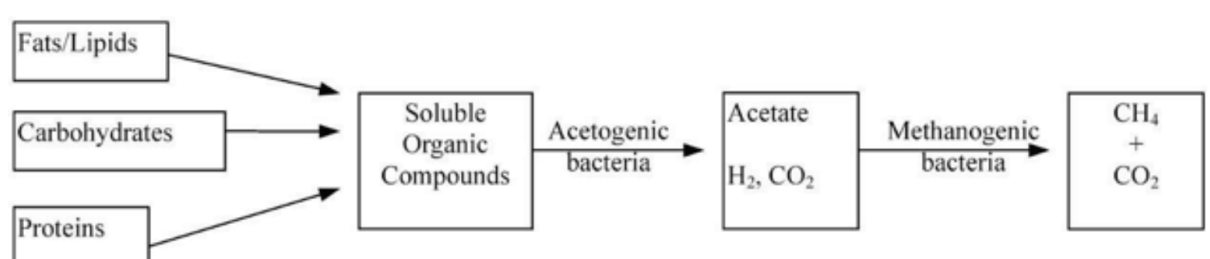 Fats/Lipids
Carbohydrates
Proteins
Soluble
Organic
Compounds
Acetogenic
bacteria
Acetate
H₂, CO₂
Methanogenic
bacteria
CH₄
+
CO₂